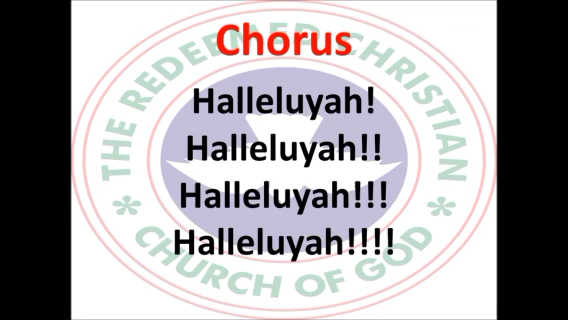 Chorus
Halleluyah!
Halleluyah!!
Halleluyah!!!
Halleluyah!!!!
THE REDEEMED CHRISTIAN
* CHURCH OF GOD *